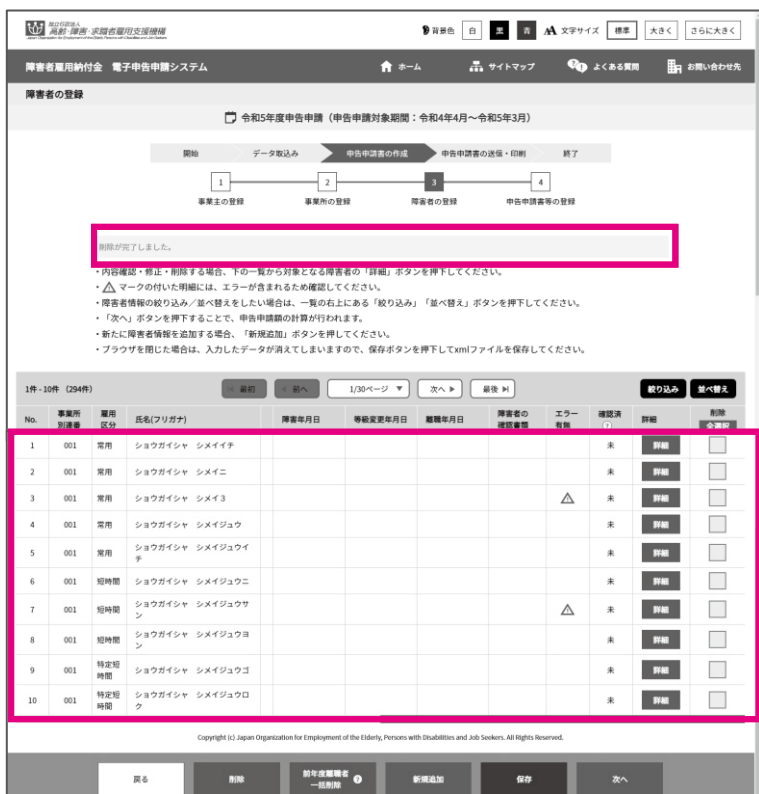 独立行政法人
高齢・障害・求職者雇用支援機構
Japan Organization for Employment of the Elderly, Persons with Disabilities and Job Seekers
背景色 白 黒 青 AA 文字サイズ 標準 大きく さらに大きく
障害者雇用納付金 電子申告申請システム
ホーム サイトマップ よくある質問 お問い合わせ先
障害者の登録
令和5年度申告申請（申告申請対象期間：令和4年4月～令和5年3月）
開始 データ取込み 申告申請書の作成 申告申請書の送信・印刷 終了
1 2 3 4
事業主の登録 事業所の登録 障害者の登録 申告申請書等の登録
削除が完了しました。
・内容確認・修正・削除する場合、下の一覧から対象となる障害者の「詳細」ボタンを押下してください。
・⚠マークの付いた明細には、エラーが含まれるため確認してください。
・障害者情報の絞り込み／並べ替えをしたい場合は、一覧の右上にある「絞り込み」「並べ替え」ボタンを押下してください。
・「次へ」ボタンを押下することで、申告申請額の計算が行われます。
・新たに障害者情報を追加する場合、「新規追加」ボタンを押してください。
・ブラウザを閉じた場合は、入力したデータが消えてしまいますので、保存ボタンを押下してxmlファイルを保存してください。
1件 - 10件 （294件） 最初 前へ 1/30ページ ▼ 次へ 最後 絞り込み 並べ替え
No. 事業所別連番 雇用区分 氏名(フリガナ) 障害年月日 等級変更年月日 離職年月日 障害者の確認書類 エラー有無 確認済 ? 詳細 削除 全選択
1 001 常用 ショウガイシャ シメイイチ 未 詳細
2 001 常用 ショウガイシャ シメイニ 未 詳細
3 001 常用 ショウガイシャ シメイ3 ⚠ 未 詳細
4 001 常用 ショウガイシャ シメイジュウ 未 詳細
5 001 常用 ショウガイシャ シメイジュウイチ 未 詳細
6 001 短時間 ショウガイシャ シメイジュウニ 未 詳細
7 001 短時間 ショウガイシャ シメイジュウサン ⚠ 未 詳細
8 001 短時間 ショウガイシャ シメイジュウヨン 未 詳細
9 001 特定短時間 ショウガイシャ シメイジュウゴ 未 詳細
10 001 特定短時間 ショウガイシャ シメイジュウロク 未 詳細
Copyright (c) Japan Organization for Employment of the Elderly, Persons with Disabilities and Job Seekers. All Rights Reserved.
戻る 削除 前年度離職者一括削除 ? 新規追加 保存 次へ